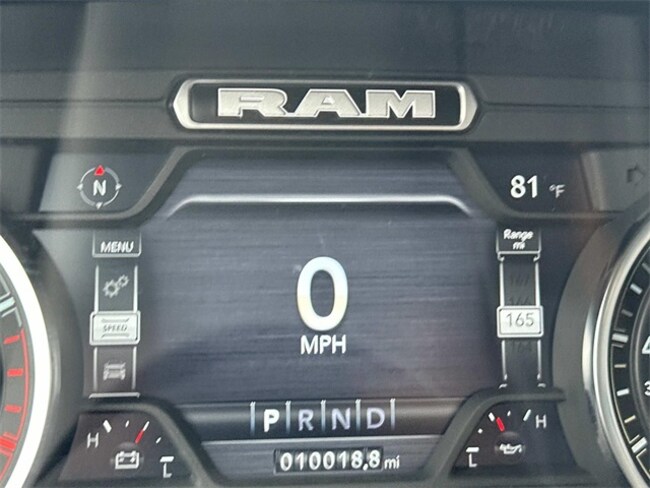 RAM
N
81 °F
MENU
Range
mi
0
MPH
SPEED
165
P R N D
H
L
010018,8 mi
H
L